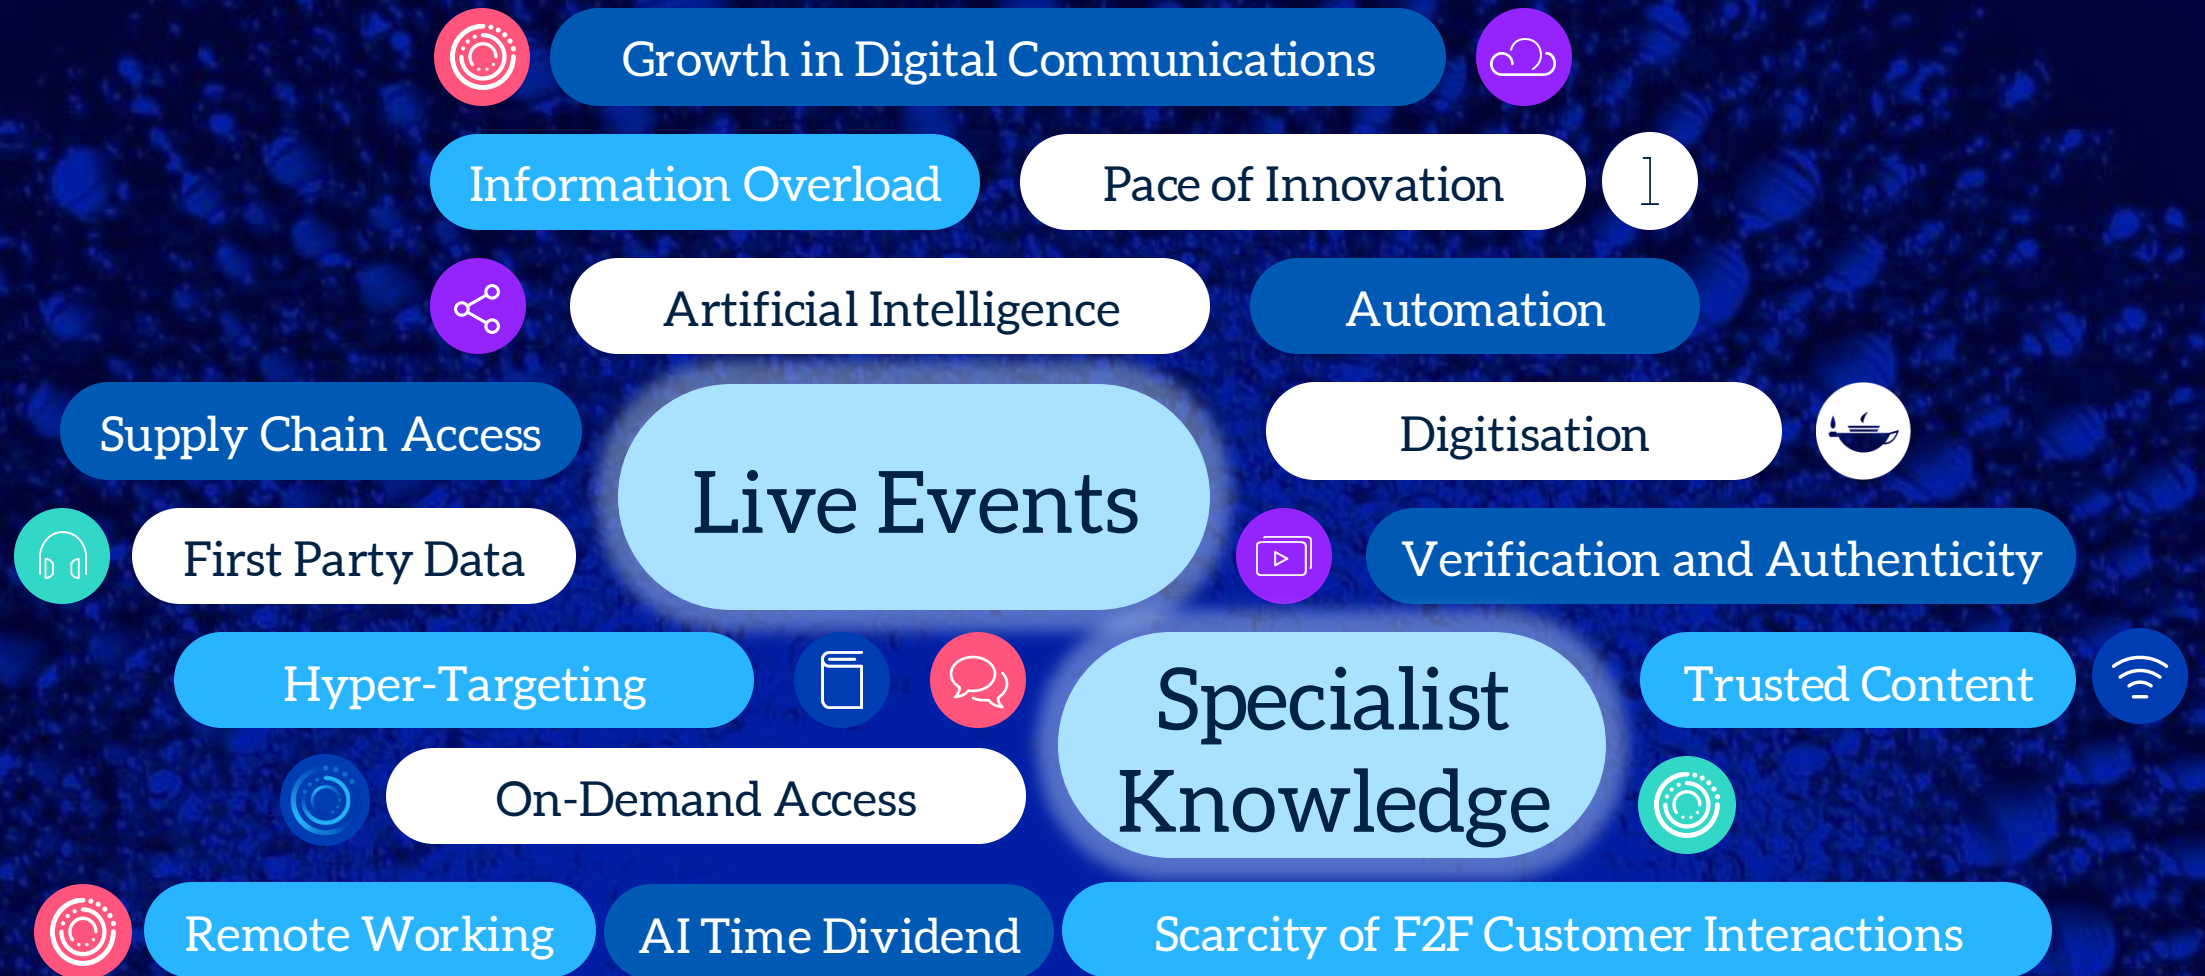 Growth in Digital Communications
Information Overload
Pace of Innovation
1
Artificial Intelligence
Automation
Supply Chain Access
Live Events
Digitisation
First Party Data
Verification and Authenticity
Hyper-Targeting
Specialist
Knowledge
Trusted Content
On-Demand Access
Remote Working
AI Time Dividend
Scarcity of F2F Customer Interactions